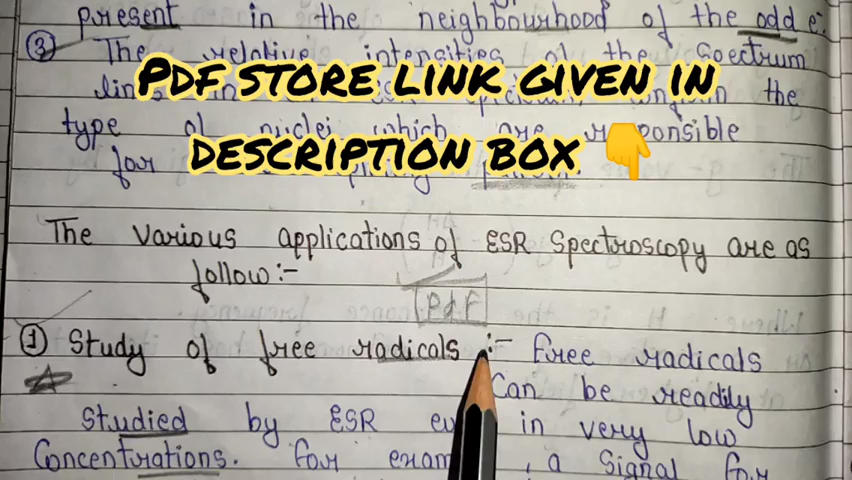 present in the neighbourhood of the odd e-
③ The relative intensities of the Spectrum
lines in the
type of nuclei which are responsible
for
PDF STORE LINK GIVEN IN
DESCRIPTION BOX 👇
The various applications of ESR Spectroscopy are as
follow:-
Pdf
① Study of free radicals :- free radicals
Can be readily
Studied by ESR in very low
Concentrations. for a Signal for